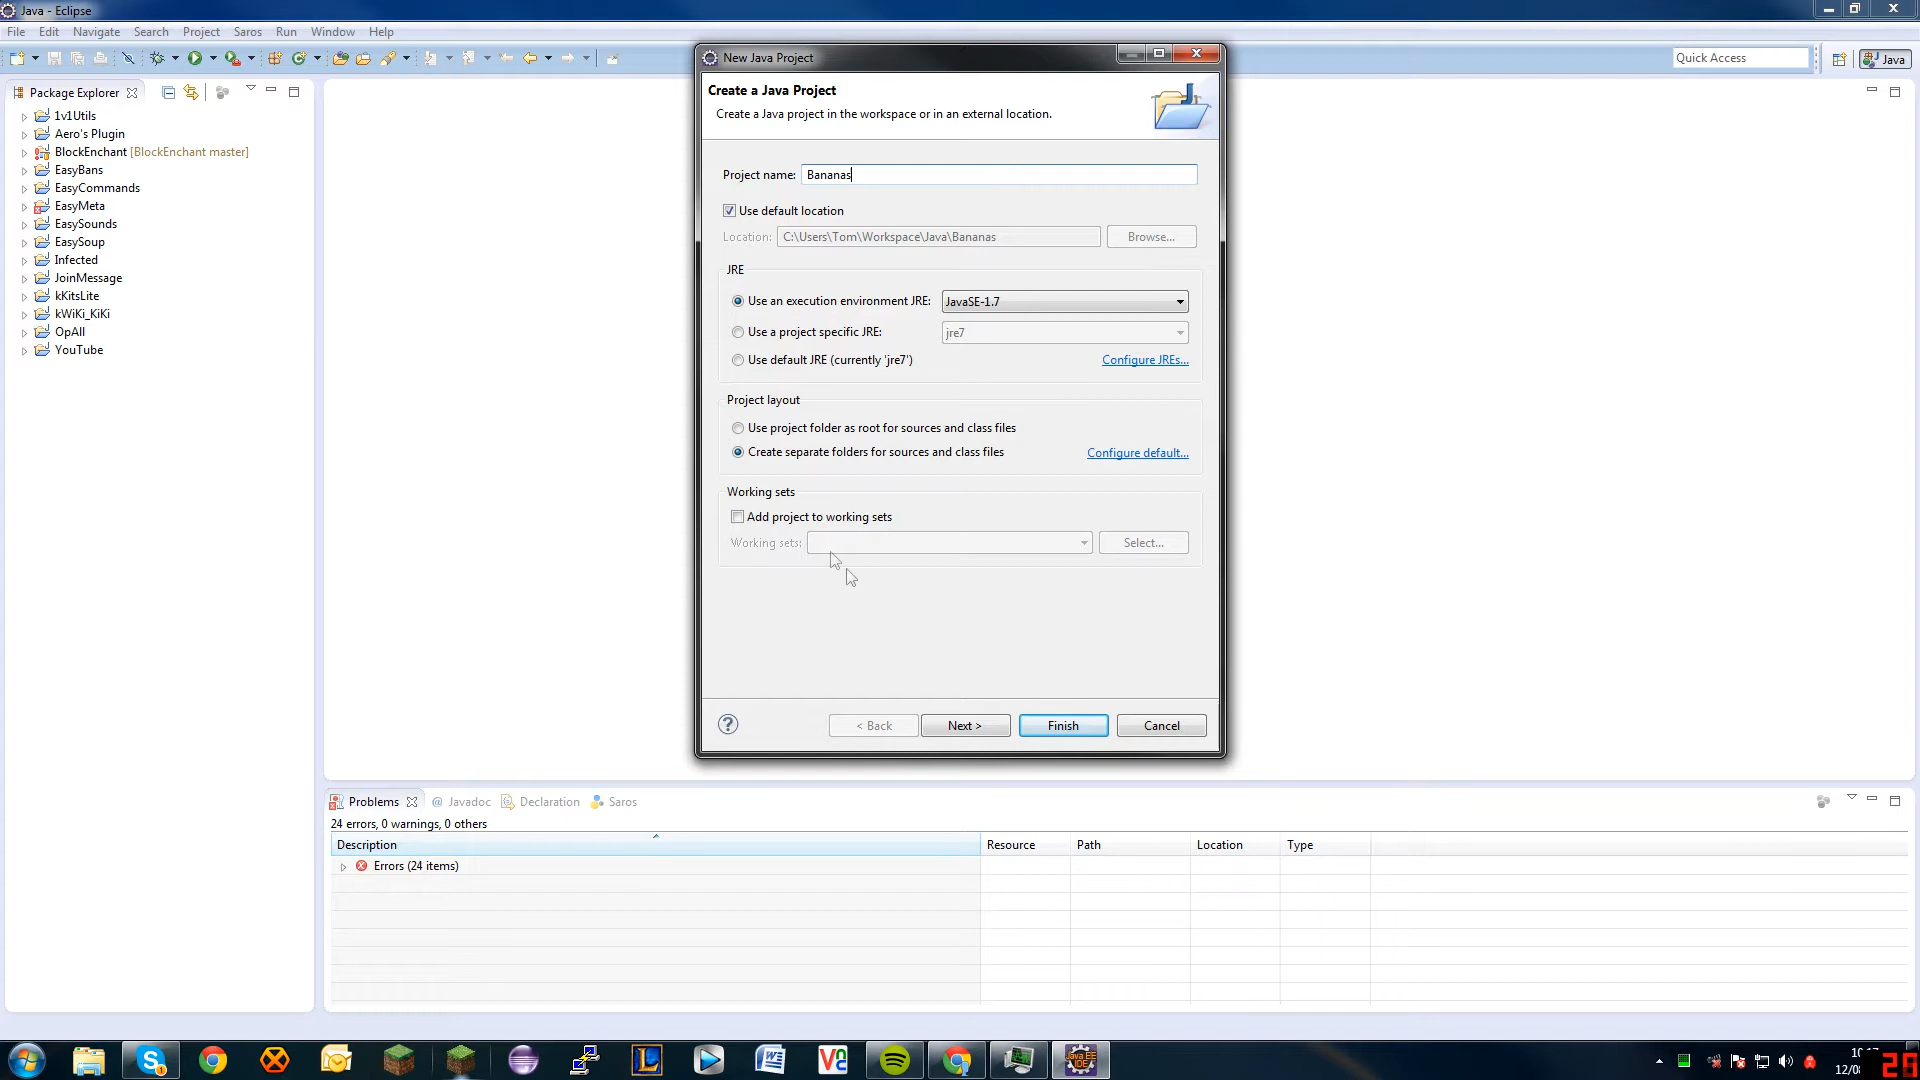 Java - Eclipse
File Edit Navigate Search Project Saros Run Window Help
Quick Access
Java
Package Explorer
1v1Utils
Aero's Plugin
BlockEnchant [BlockEnchant master]
EasyBans
EasyCommands
EasyMeta
EasySounds
EasySoup
Infected
JoinMessage
kKitsLite
kWiKi_KiKi
OpAll
YouTube
New Java Project
Create a Java Project
Create a Java project in the workspace or in an external location.
Project name: Bananas
Use default location
Location: C:\Users\Tom\Workspace\Java\Bananas Browse...
JRE
Use an execution environment JRE: JavaSE-1.7
Use a project specific JRE: jre7
Use default JRE (currently 'jre7') Configure JREs...
Project layout
Use project folder as root for sources and class files
Create separate folders for sources and class files Configure default...
Working sets
Add project to working sets
Working sets: Select...
< Back Next > Finish Cancel
Problems @ Javadoc Declaration Saros
24 errors, 0 warnings, 0 others
Description Resource Path Location Type
Errors (24 items)
Java EE
IDE
26